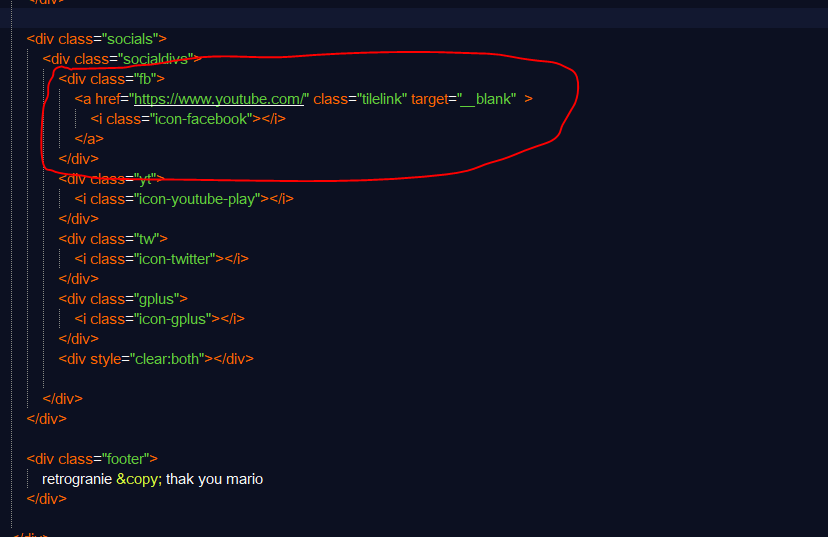 </div>
<div class="socials">
<div class="socialdivs">
<div class="fb">
<a href="https://www.youtube.com/" class="tilelink" target="__blank" >
<i class="icon-facebook"></i>
</a>
</div>
<div class="yt">
<i class="icon-youtube-play"></i>
</div>
<div class="tw">
<i class="icon-twitter"></i>
</div>
<div class="gplus">
<i class="icon-gplus"></i>
</div>
<div style="clear:both"></div>
</div>
</div>
<div class="footer">
retrogranie &copy; thak you mario
</div>
</div>